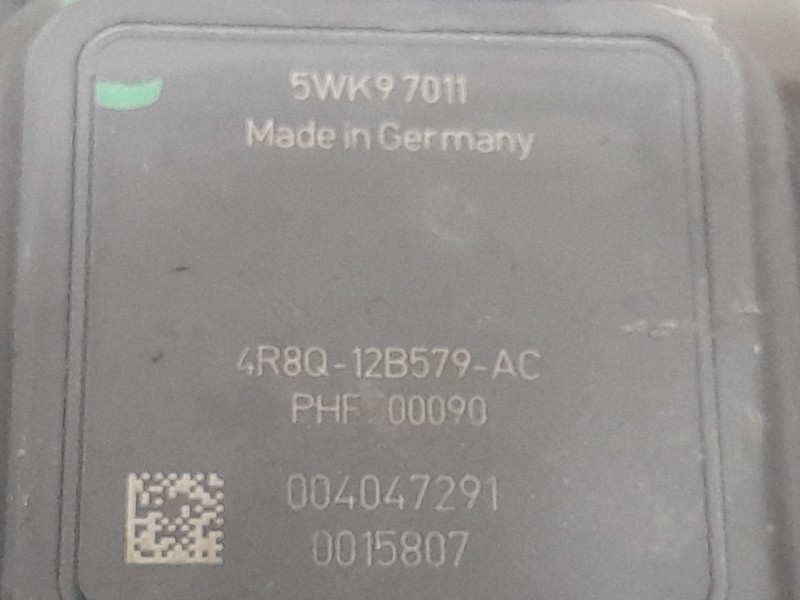 5WK9 7011
Made in Germany
4R8Q-12B579-AC
PHF 00090
004047291
0015807